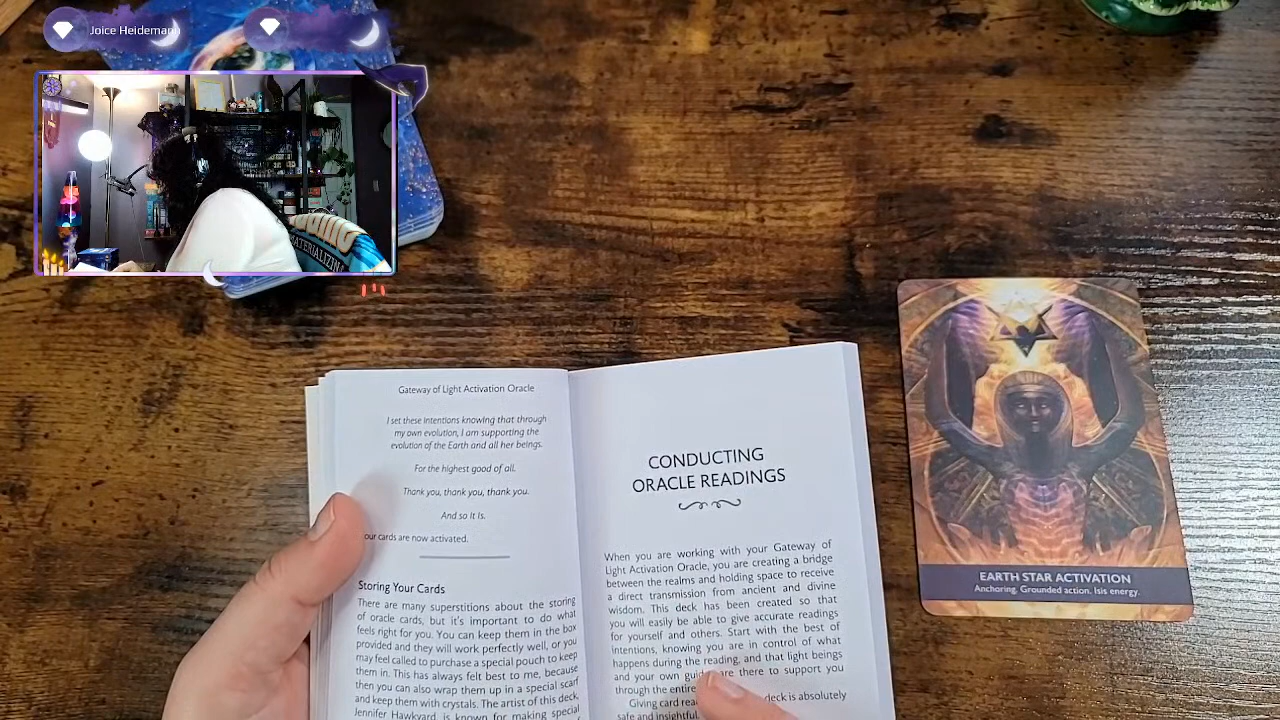 Joice Heidemann
MATERIALIZIN
Gateway of Light Activation Oracle
I set these intentions knowing that through
my own evolution, I am supporting the
evolution of the Earth and all her beings.
For the highest good of all.
Thank you, thank you, thank you.
And so It Is.
our cards are now activated.
Storing Your Cards
There are many superstitions about the storing
of oracle cards, but it's important to do what
feels right for you. You can keep them in the box
provided and they will work perfectly well, or you
may feel called to purchase a special pouch to keep
them in. This has always felt best to me, because
then you can also wrap them up in a special scarf
and keep them with crystals. The artist of this deck,
Jennifer Hawkyard, is known for making special
CONDUCTING
ORACLE READINGS
When you are working with your Gateway of
Light Activation Oracle, you are creating a bridge
between the realms and holding space to receive
a direct transmission from ancient and divine
wisdom. This deck has been created so that
you will easily be able to give accurate readings
for yourself and others. Start with the best of
intentions, knowing you are in control of what
happens during the reading, and that light beings
and your own are there to support you
through the entire
Giving card deck is absolutely
safe and insightful
EARTH STAR ACTIVATION
Anchoring. Grounded action. Isis energy.